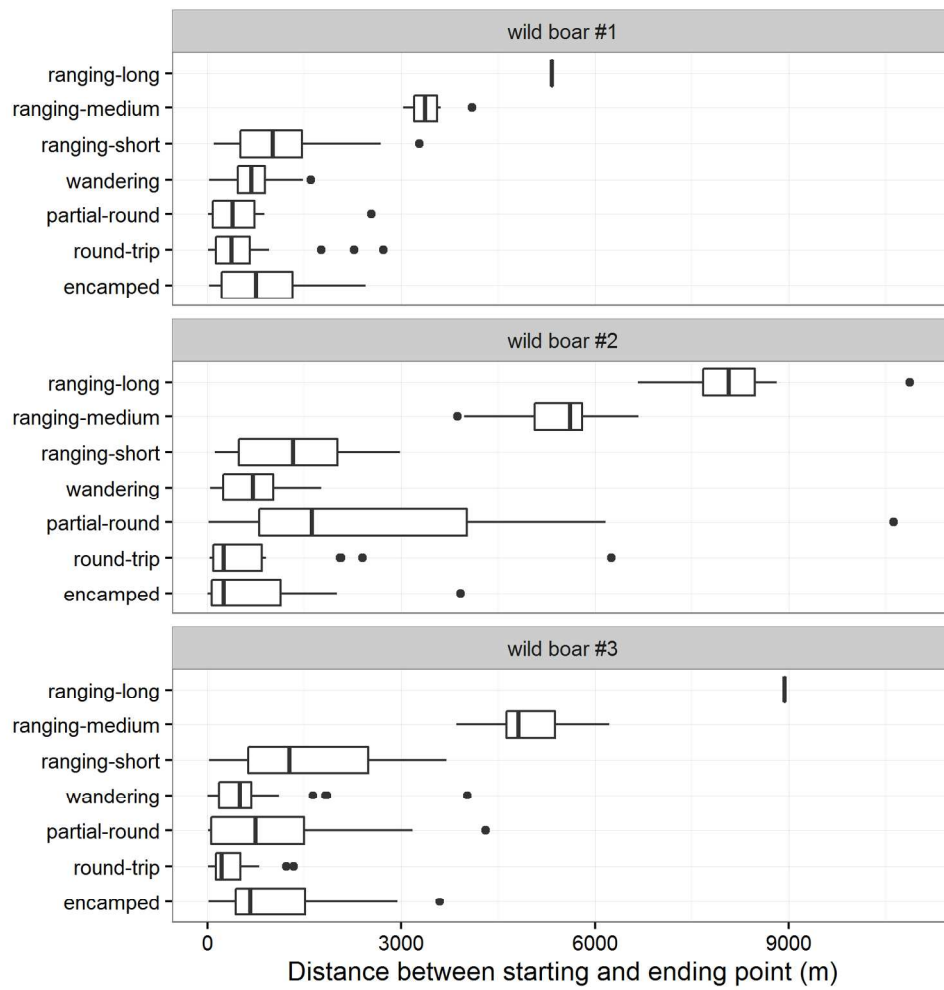 wild boar #1
ranging-long
ranging-medium
ranging-short
wandering
partial-round
round-trip
encamped
wild boar #2
ranging-long
ranging-medium
ranging-short
wandering
partial-round
round-trip
encamped
wild boar #3
ranging-long
ranging-medium
ranging-short
wandering
partial-round
round-trip
encamped
0 3000 6000 9000
Distance between starting and ending point (m)